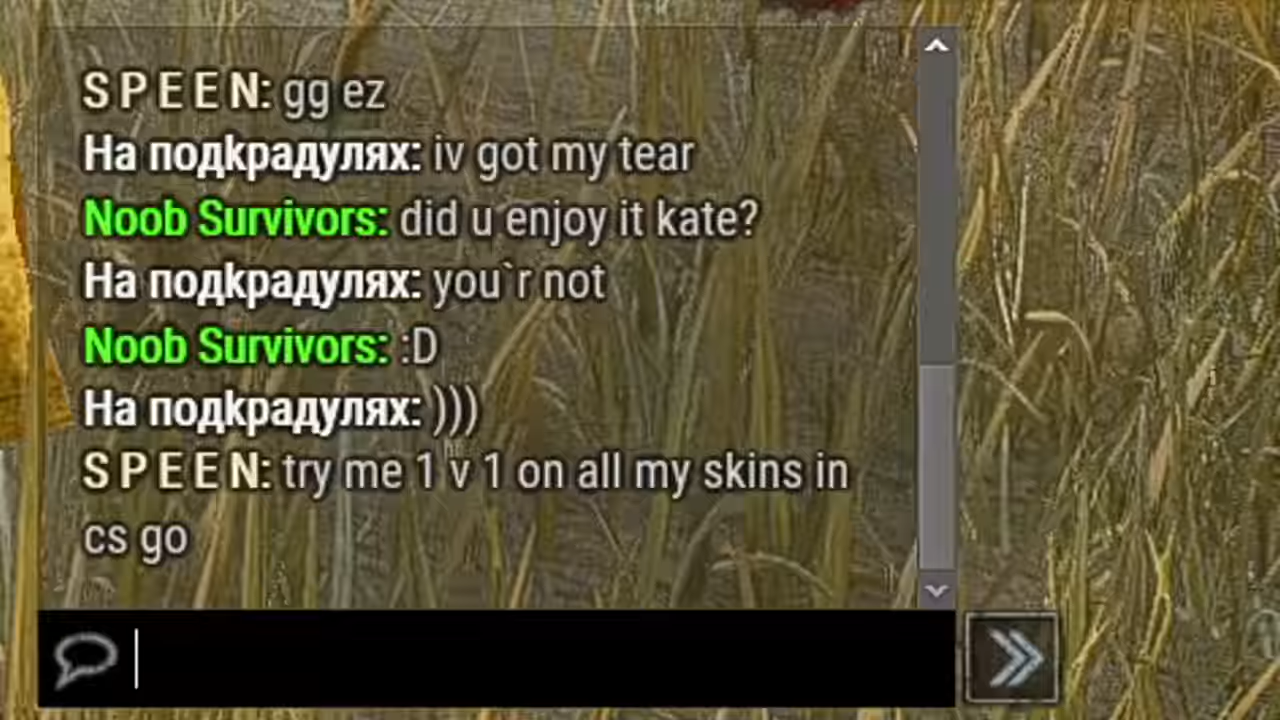 S P E E N: gg ez
На подкрадулях: iv got my tear
Noob Survivors: did u enjoy it kate?
На подкрадулях: you`r not
Noob Survivors: :D
На подкрадулях: )))
S P E E N: try me 1 v 1 on all my skins in
cs go